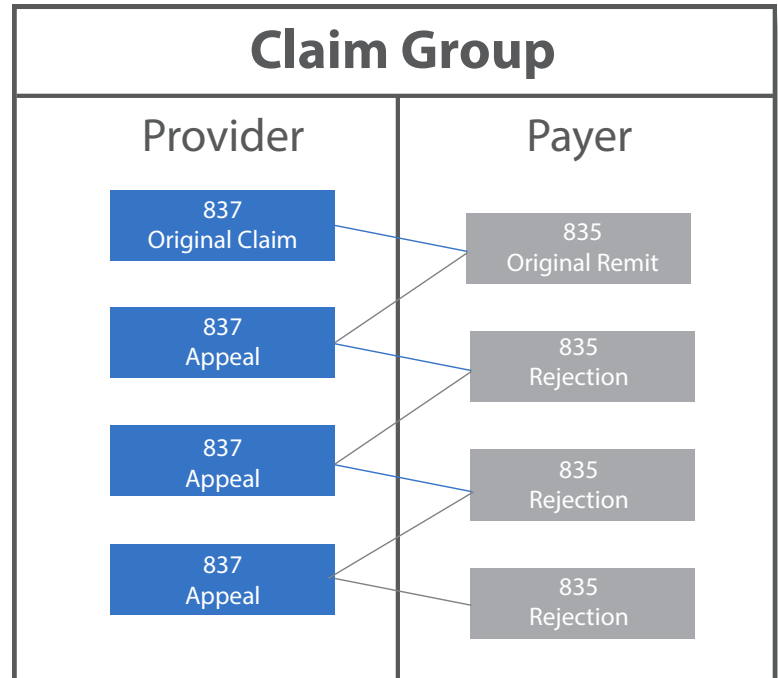 Claim Group
Provider
Payer
837
Original Claim
835
Original Remit
837
Appeal
835
Rejection
837
Appeal
835
Rejection
837
Appeal
835
Rejection